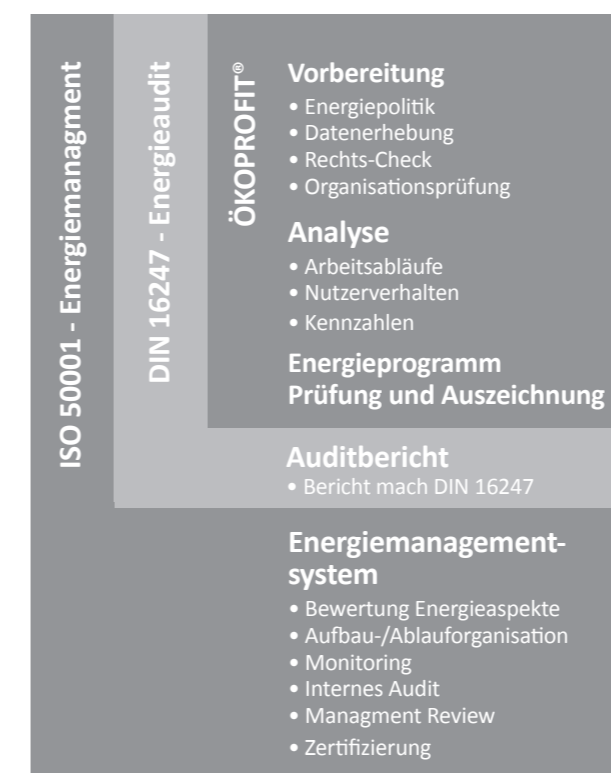 ISO 50001 - Energiemanagment
DIN 16247 - Energieaudit
ÖKOPROFIT®
Vorbereitung
• Energiepolitik
• Datenerhebung
• Rechts-Check
• Organisationsprüfung
Analyse
• Arbeitsabläufe
• Nutzerverhalten
• Kennzahlen
Energieprogramm
Prüfung und Auszeichnung
Auditbericht
• Bericht mach DIN 16247
Energiemanagement-
system
• Bewertung Energieaspekte
• Aufbau-/Ablauforganisation
• Monitoring
• Internes Audit
• Managment Review
• Zertifizierung